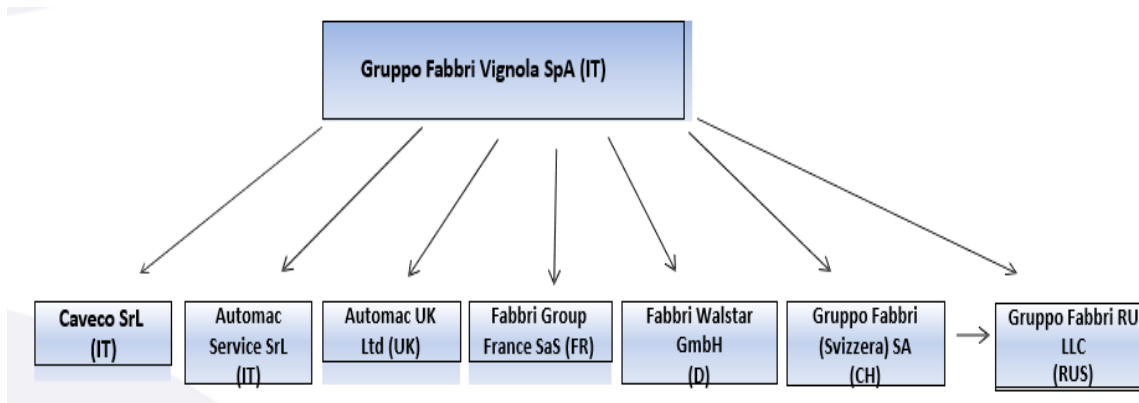 Gruppo Fabbri Vignola SpA (IT)
Caveco SrL
(IT)
Automac
Service SrL
(IT)
Automac UK
Ltd (UK)
Fabbri Group
France SaS (FR)
Fabbri Walstar
GmbH
(D)
Gruppo Fabbri
(Svizzera) SA
(CH)
Gruppo Fabbri RU
LLC
(RUS)